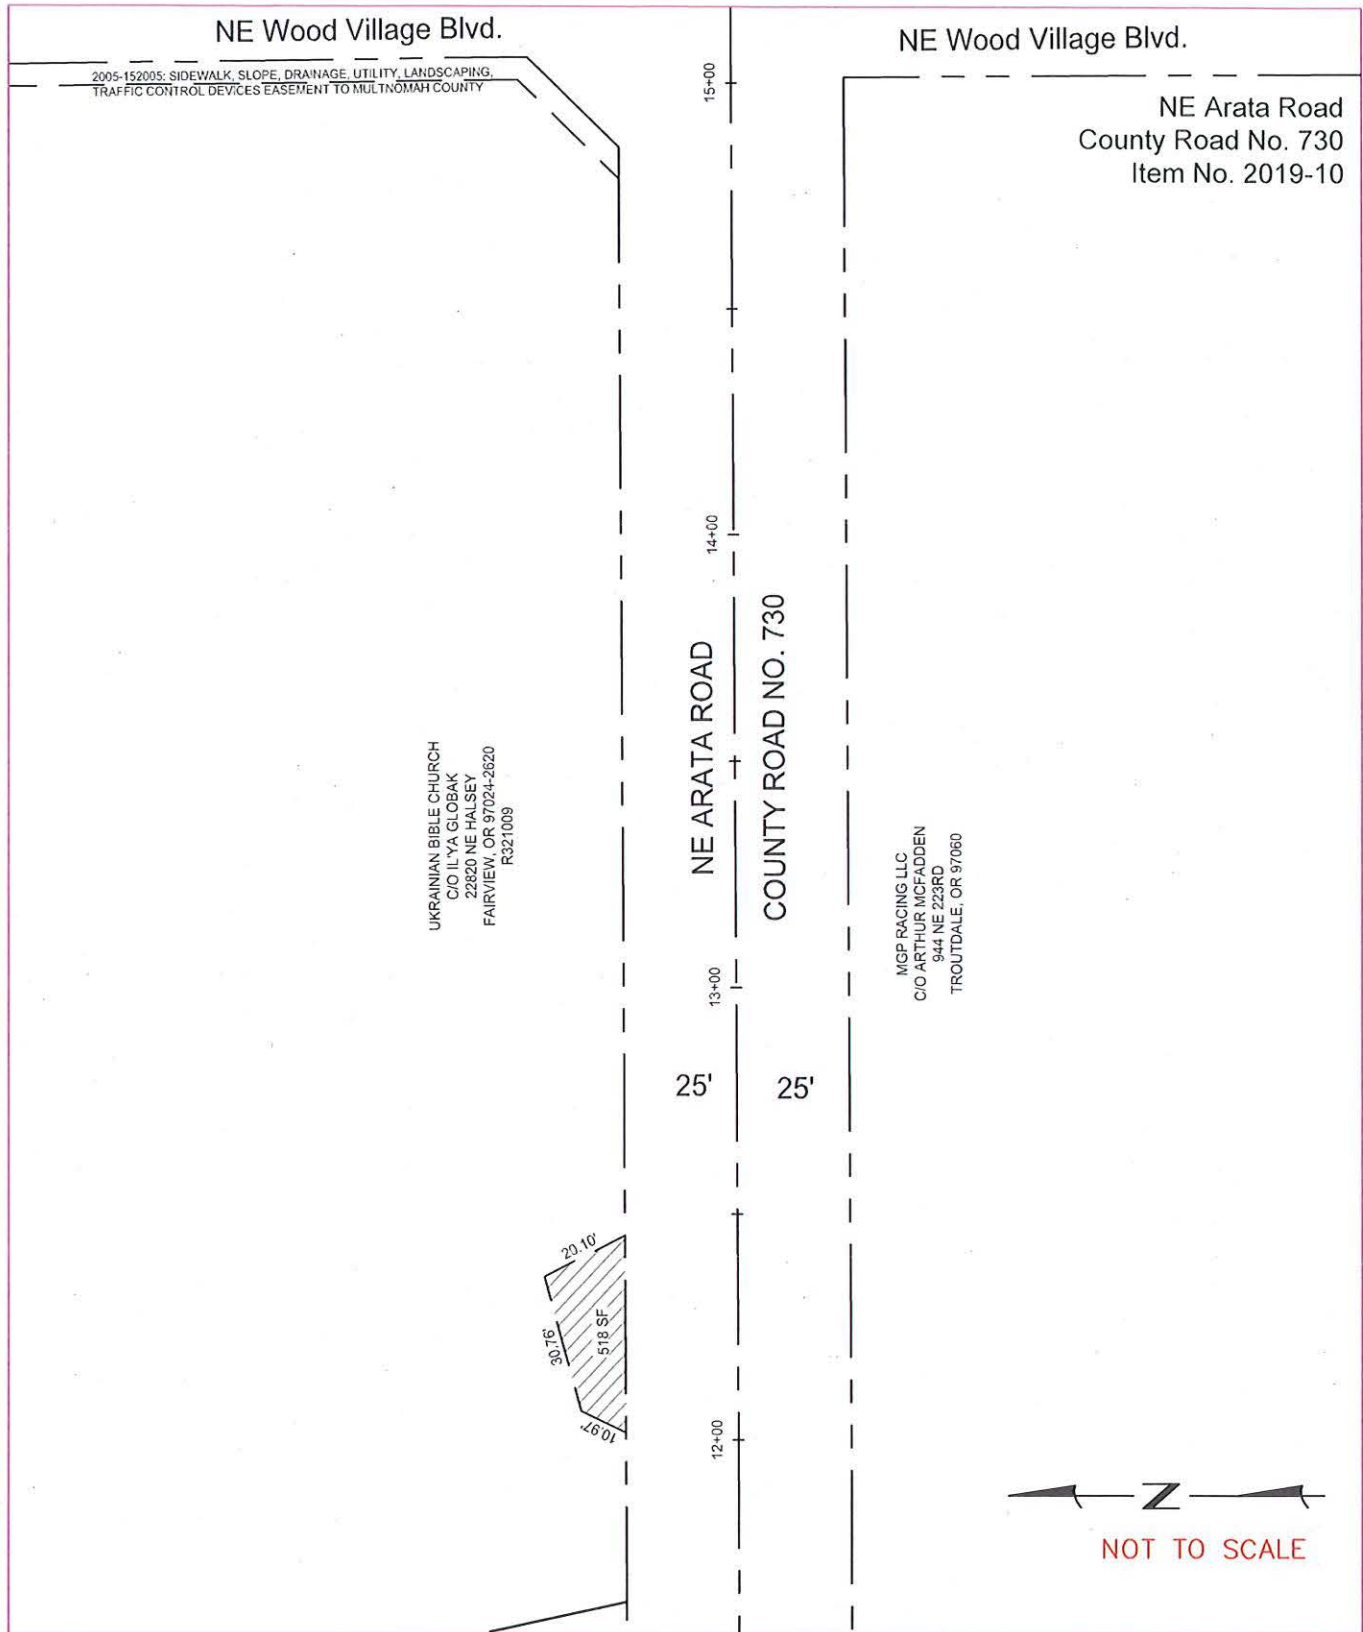 NE Wood Village Blvd.
NE Wood Village Blvd.
2005-152005: SIDEWALK, SLOPE, DRAINAGE, UTILITY, LANDSCAPING,
TRAFFIC CONTROL DEVICES EASEMENT TO MULTNOMAH COUNTY
NE Arata Road
County Road No. 730
Item No. 2019-10
15+00
14+00
NE ARATA ROAD
COUNTY ROAD NO. 730
UKRAINIAN BIBLE CHURCH
C/O IL'YA GLOBAK
22820 NE HALSEY
FAIRVIEW, OR 97024-2620
R321009
MGP RACING LLC
C/O ARTHUR MCFADDEN
944 NE 223RD
TROUTDALE, OR 97060
13+00
25'
25'
20.10'
30.76'
518 SF
10.97'
12+00
N
NOT TO SCALE